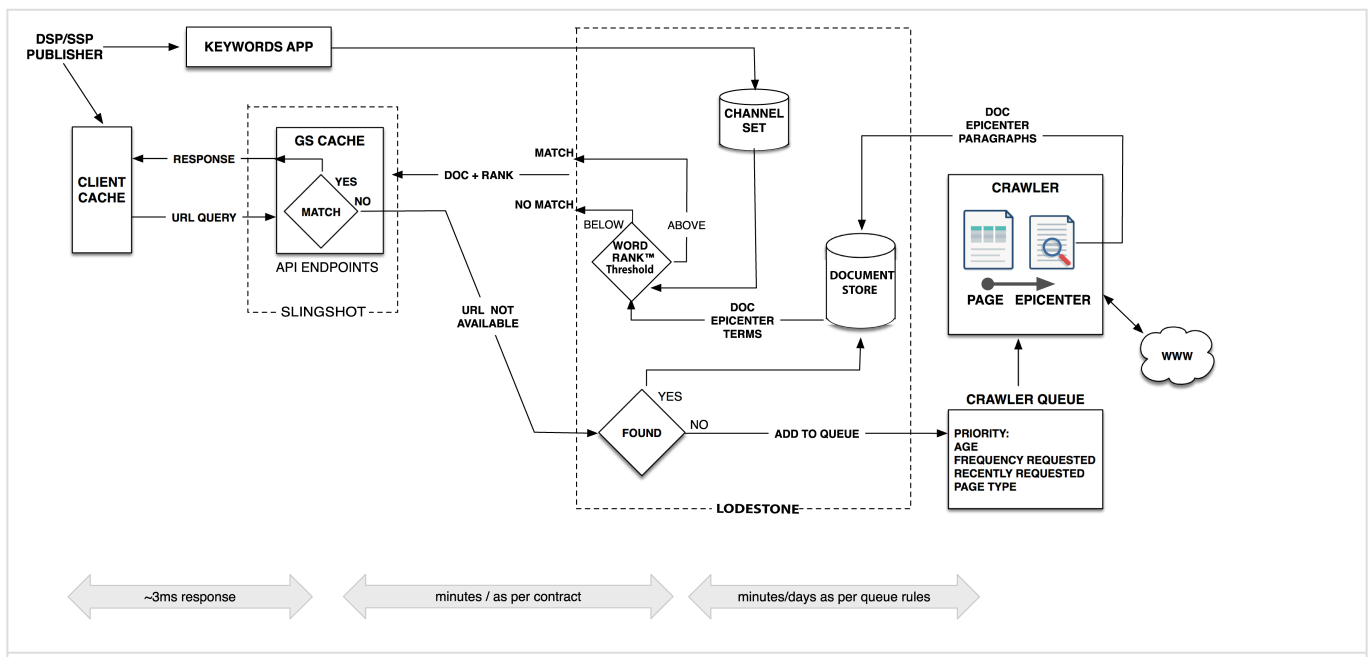 DSP/SSP
PUBLISHER
KEYWORDS APP
CHANNEL
SET
DOC
EPICENTER
PARAGRAPHS
GS CACHE
RESPONSE
YES
NO
MATCH
CLIENT
CACHE
URL QUERY
API ENDPOINTS
SLINGSHOT
DOC + RANK
MATCH
NO MATCH
BELOW
ABOVE
WORD
RANK™
Threshold
DOCUMENT
STORE
DOC
EPICENTER
TERMS
CRAWLER
PAGE EPICENTER
WWW
URL NOT
AVAILABLE
YES
FOUND
NO
ADD TO QUEUE
CRAWLER QUEUE
PRIORITY:
AGE
FREQUENCY REQUESTED
RECENTLY REQUESTED
PAGE TYPE
LODESTONE
~3ms response
minutes / as per contract
minutes/days as per queue rules